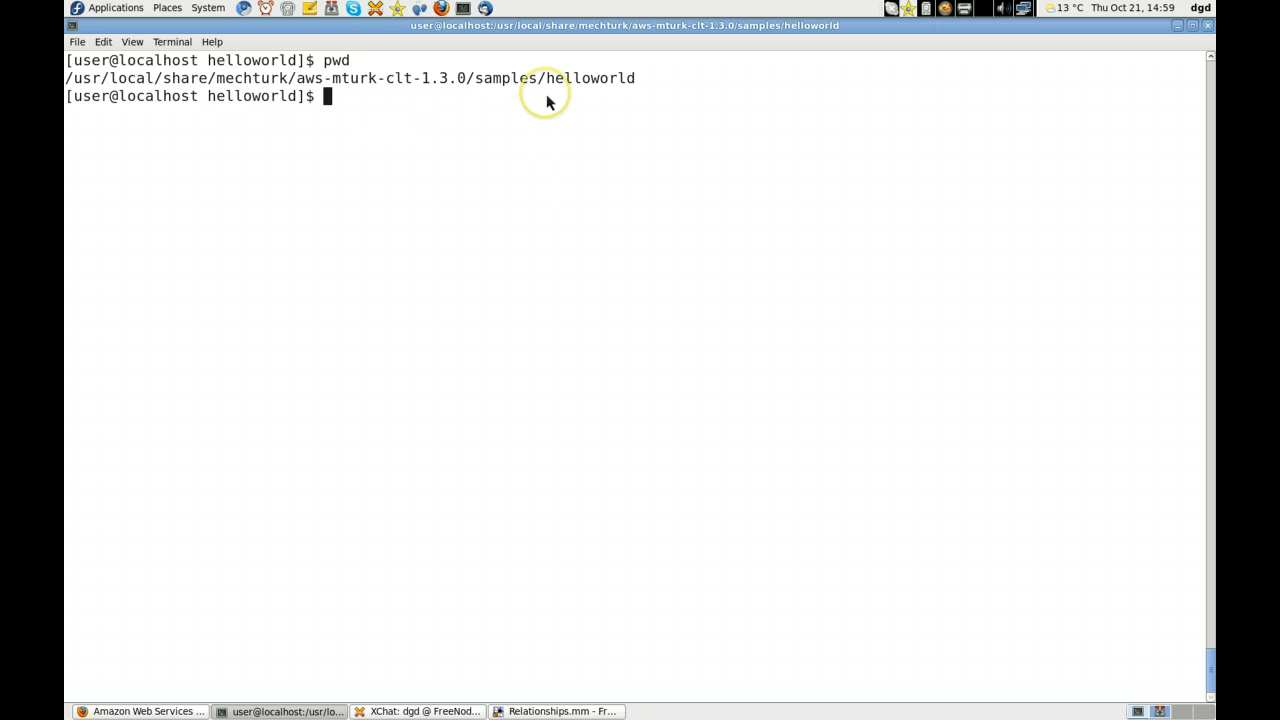 Applications Places System 13 °C Thu Oct 21, 14:59 dgd
user@localhost:/usr/local/share/mechturk/aws-mturk-clt-1.3.0/samples/helloworld
File Edit View Terminal Help
[user@localhost helloworld]$ pwd
/usr/local/share/mechturk/aws-mturk-clt-1.3.0/samples/helloworld
[user@localhost helloworld]$
Amazon Web Services ... user@localhost:/usr/lo... XChat: dgd @ FreeNod... Relationships.mm - Fr...